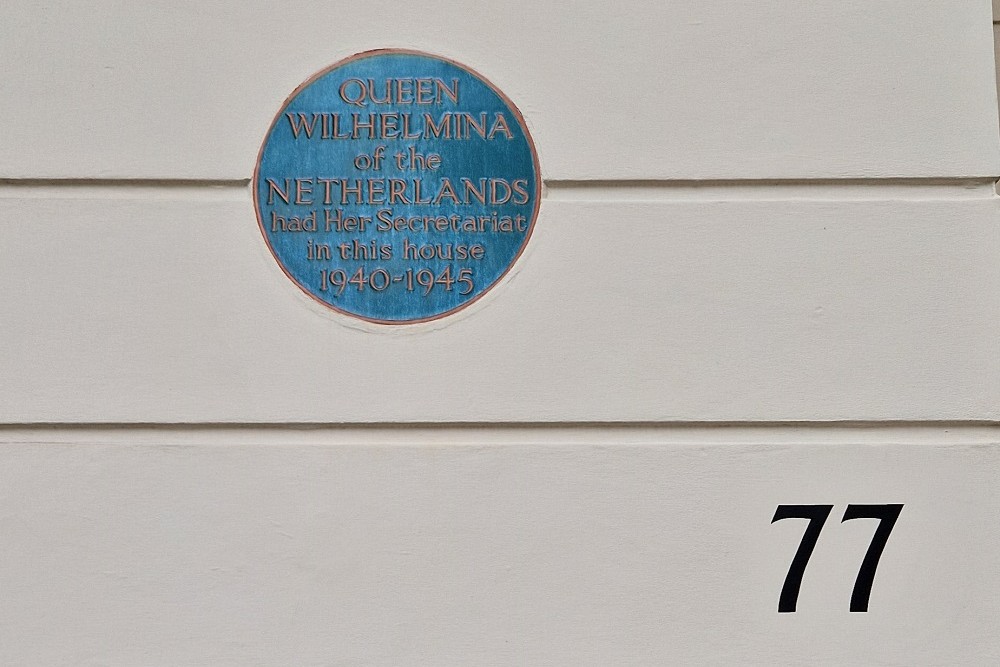 QUEEN
WILHELMINA
of the
NETHERLANDS
had Her Secretariat
in this house
1940-1945
77